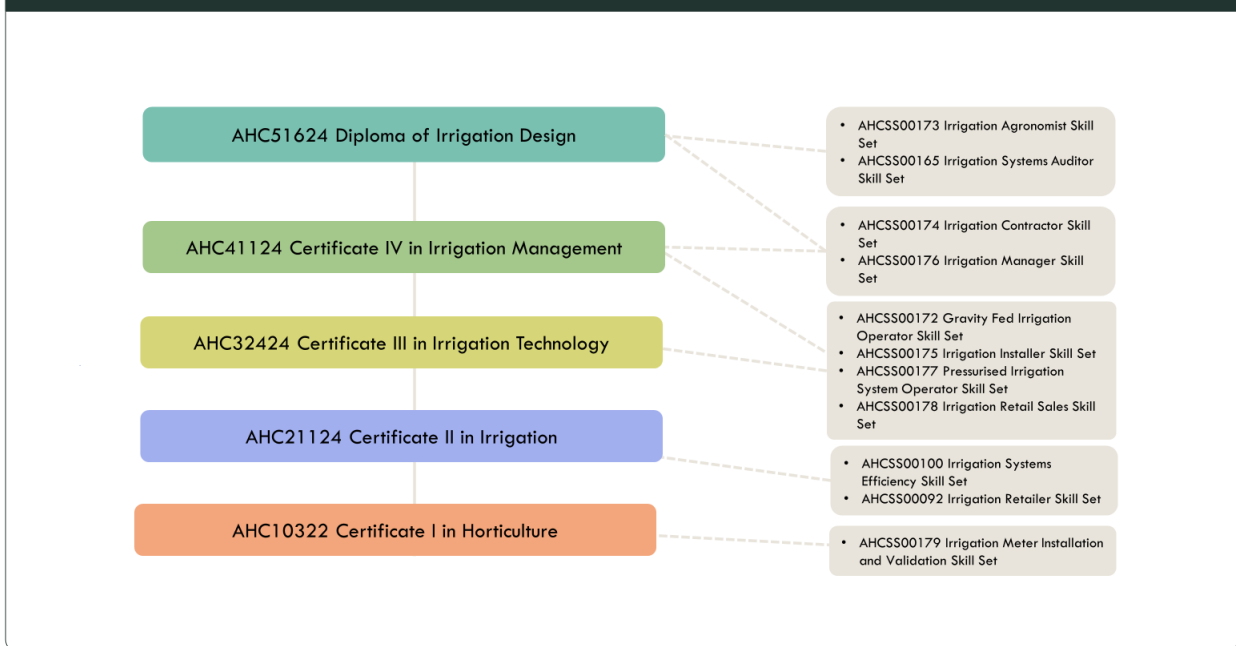 AHC51624 Diploma of Irrigation Design
• AHCSS00173 Irrigation Agronomist Skill
Set
• AHCSS00165 Irrigation Systems Auditor
Skill Set
AHC41124 Certificate IV in Irrigation Management
• AHCSS00174 Irrigation Contractor Skill
Set
• AHCSS00176 Irrigation Manager Skill
Set
AHC32424 Certificate III in Irrigation Technology
• AHCSS00172 Gravity Fed Irrigation
Operator Skill Set
• AHCSS00175 Irrigation Installer Skill Set
• AHCSS00177 Pressurised Irrigation
System Operator Skill Set
• AHCSS00178 Irrigation Retail Sales Skill
Set
AHC21124 Certificate II in Irrigation
• AHCSS00100 Irrigation Systems
Efficiency Skill Set
• AHCSS00092 Irrigation Retailer Skill Set
AHC10322 Certificate I in Horticulture
• AHCSS00179 Irrigation Meter Installation
and Validation Skill Set